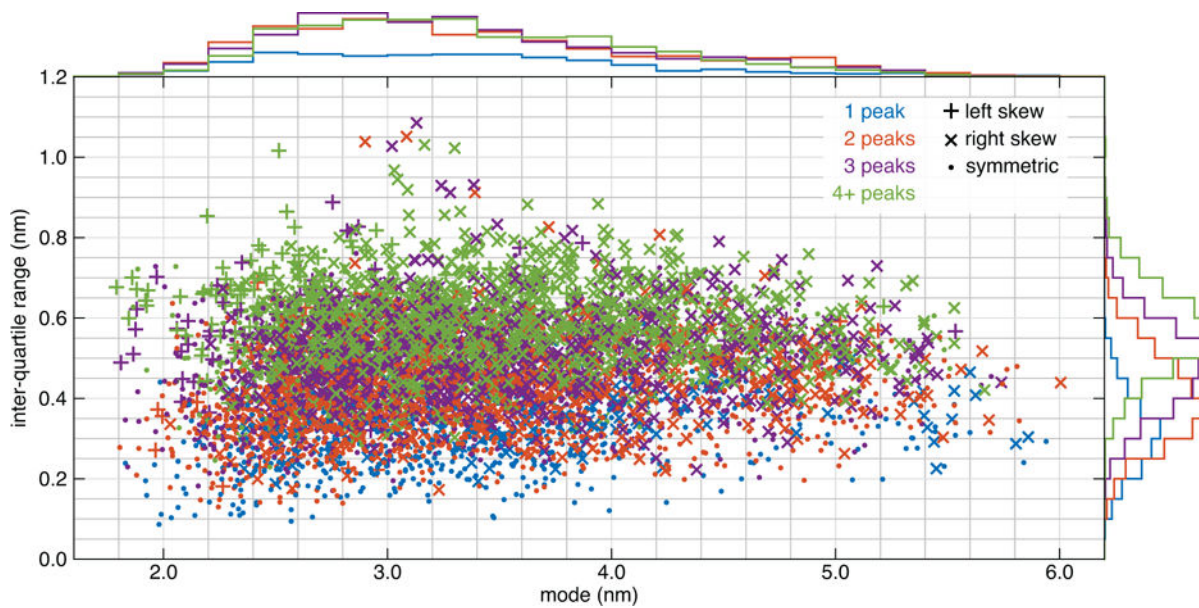 1.2
1.0
0.8
0.6
0.4
0.2
0.0
inter-quartile range (nm)
1 peak
2 peaks
3 peaks
4+ peaks
left skew
right skew
symmetric
2.0 3.0 4.0 5.0 6.0
mode (nm)